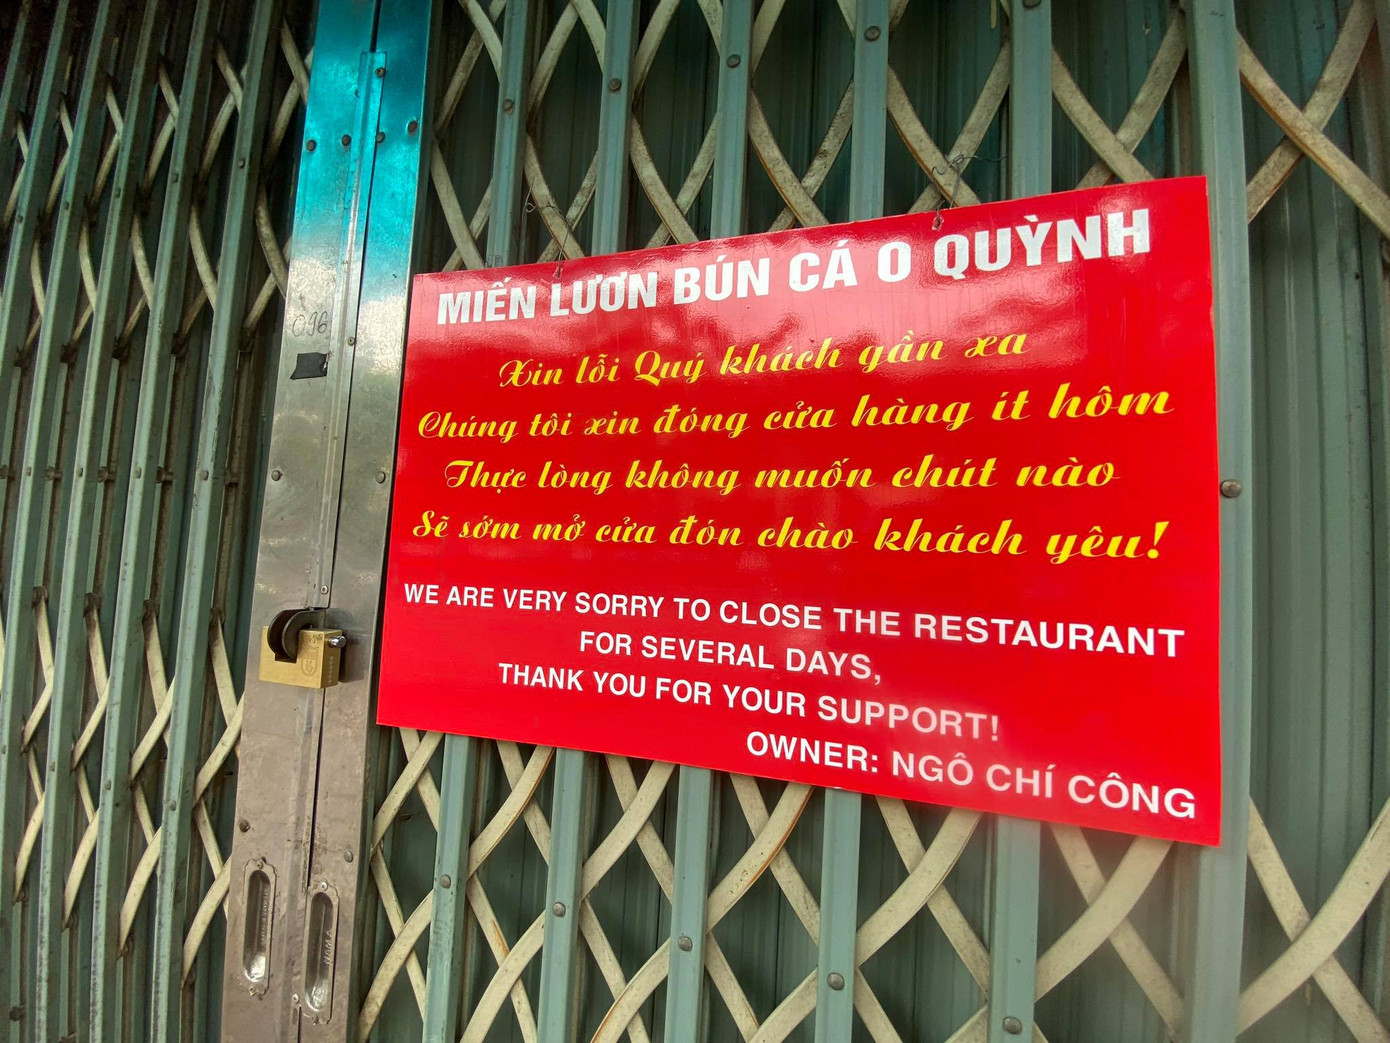 MIẾN LƯƠN BÚN CÁ O QUỲNH
Xin lỗi Quý khách gần xa
Chúng tôi xin đóng cửa hàng ít hôm
Thực lòng không muốn chút nào
Sẽ sớm mở cửa đón chào khách yêu!
WE ARE VERY SORRY TO CLOSE THE RESTAURANT
FOR SEVERAL DAYS,
THANK YOU FOR YOUR SUPPORT!
OWNER: NGÔ CHÍ CÔNG
096